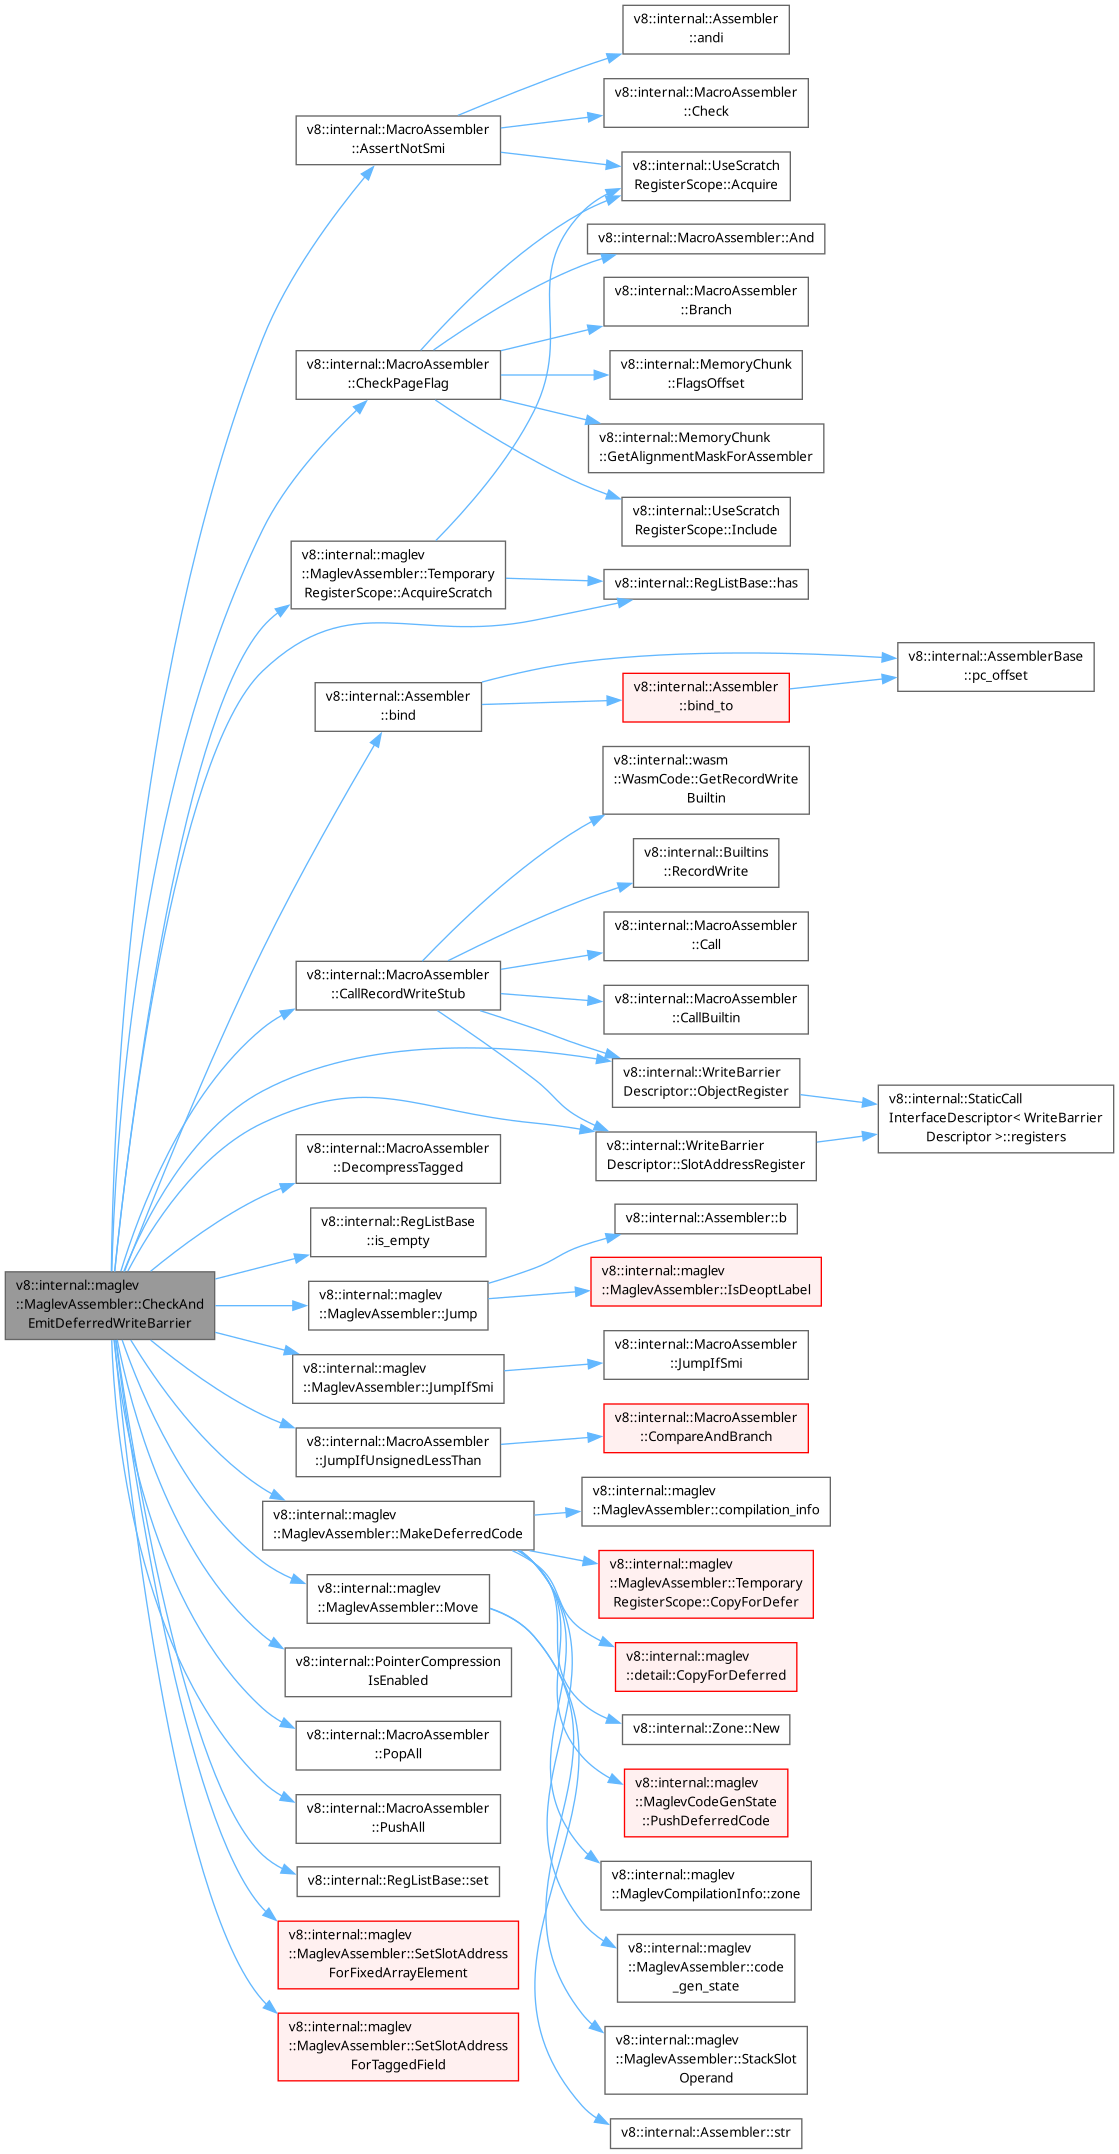 v8::internal::Assembler
::andi
v8::internal::MacroAssembler
::Check
v8::internal::MacroAssembler
::AssertNotSmi
v8::internal::UseScratch
RegisterScope::Acquire
v8::internal::MacroAssembler::And
v8::internal::MacroAssembler
::Branch
v8::internal::MacroAssembler
::CheckPageFlag
v8::internal::MemoryChunk
::FlagsOffset
v8::internal::MemoryChunk
::GetAlignmentMaskForAssembler
v8::internal::UseScratch
RegisterScope::Include
v8::internal::maglev
::MaglevAssembler::Temporary
RegisterScope::AcquireScratch
v8::internal::RegListBase::has
v8::internal::AssemblerBase
::pc_offset
v8::internal::Assembler
::bind
v8::internal::Assembler
::bind_to
v8::internal::wasm
::WasmCode::GetRecordWrite
Builtin
v8::internal::Builtins
::RecordWrite
v8::internal::MacroAssembler
::Call
v8::internal::MacroAssembler
::CallRecordWriteStub
v8::internal::MacroAssembler
::CallBuiltin
v8::internal::WriteBarrier
Descriptor::ObjectRegister
v8::internal::StaticCall
InterfaceDescriptor< WriteBarrier
Descriptor >::registers
v8::internal::WriteBarrier
Descriptor::SlotAddressRegister
v8::internal::MacroAssembler
::DecompressTagged
v8::internal::RegListBase
::is_empty
v8::internal::Assembler::b
v8::internal::maglev
::MaglevAssembler::CheckAnd
EmitDeferredWriteBarrier
v8::internal::maglev
::MaglevAssembler::Jump
v8::internal::maglev
::MaglevAssembler::IsDeoptLabel
v8::internal::maglev
::MaglevAssembler::JumpIfSmi
v8::internal::MacroAssembler
::JumpIfSmi
v8::internal::MacroAssembler
::JumpIfUnsignedLessThan
v8::internal::MacroAssembler
::CompareAndBranch
v8::internal::maglev
::MaglevAssembler::MakeDeferredCode
v8::internal::maglev
::MaglevAssembler::compilation_info
v8::internal::maglev
::MaglevAssembler::Temporary
RegisterScope::CopyForDefer
v8::internal::maglev
::MaglevAssembler::Move
v8::internal::maglev
::detail::CopyForDeferred
v8::internal::PointerCompression
IsEnabled
v8::internal::Zone::New
v8::internal::MacroAssembler
::PopAll
v8::internal::maglev
::MaglevCodeGenState
::PushDeferredCode
v8::internal::MacroAssembler
::PushAll
v8::internal::RegListBase::set
v8::internal::maglev
::MaglevCompilationInfo::zone
v8::internal::maglev
::MaglevAssembler::SetSlotAddress
ForFixedArrayElement
v8::internal::maglev
::MaglevAssembler::code
_gen_state
v8::internal::maglev
::MaglevAssembler::SetSlotAddress
ForTaggedField
v8::internal::maglev
::MaglevAssembler::StackSlot
Operand
v8::internal::Assembler::str